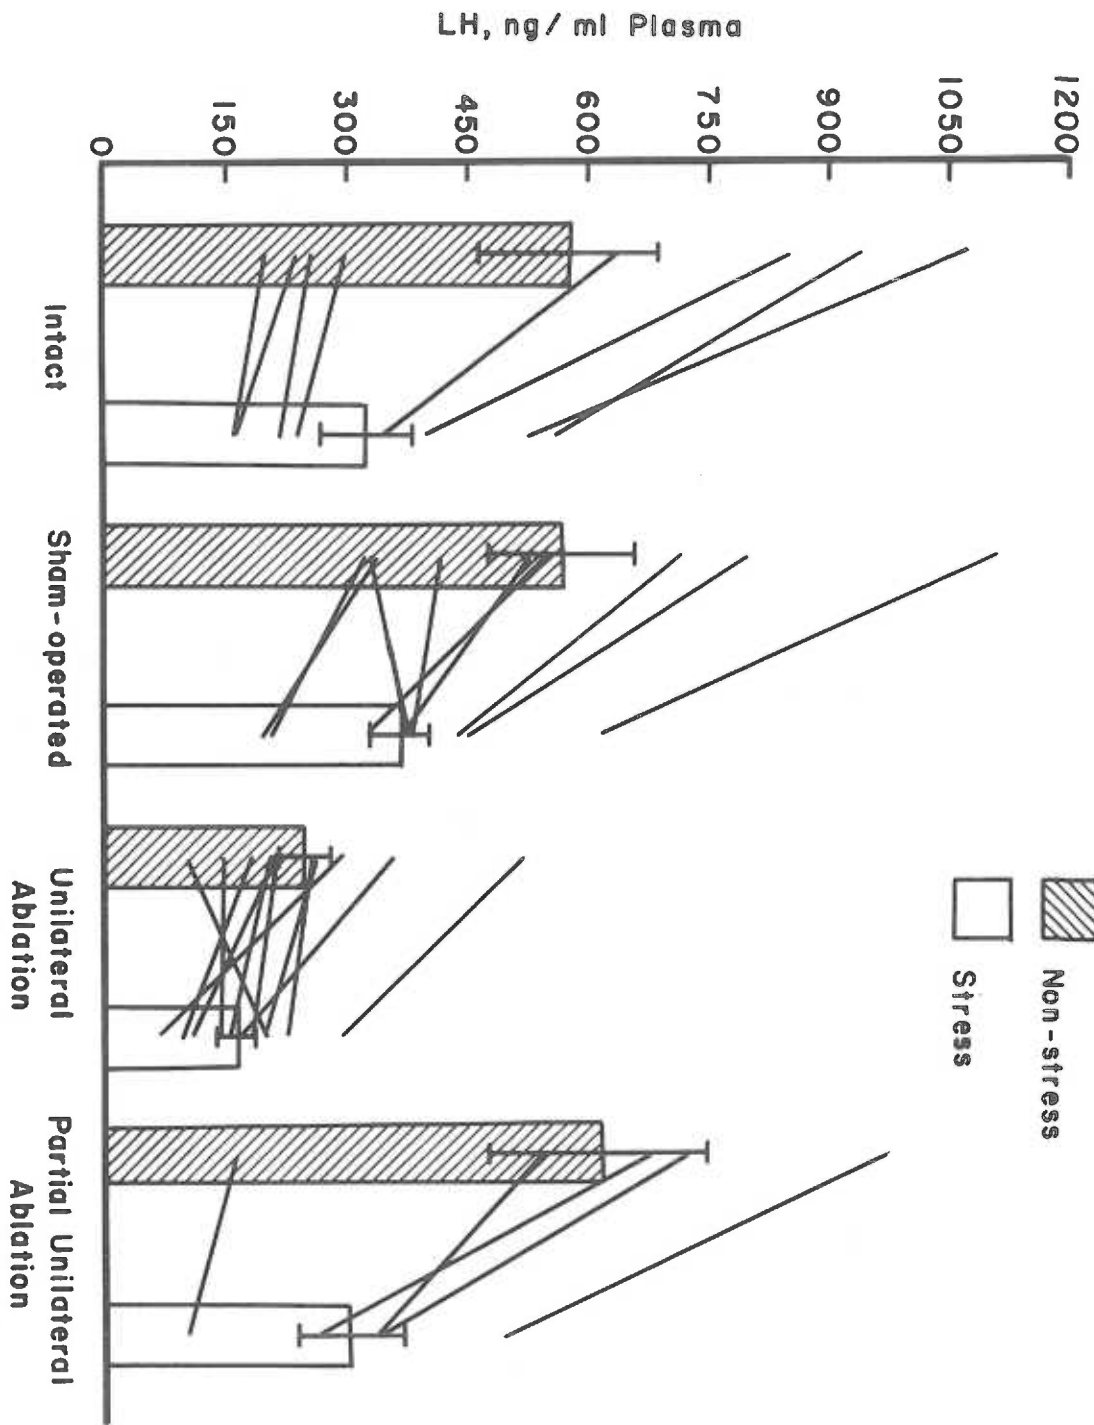 LH, ng/ml Plasma
1200
1050
900
750
600
450
300
150
0
Non-stress
Stress
Intact
Sham-operated
Unilateral
Ablation
Partial Unilateral
Ablation